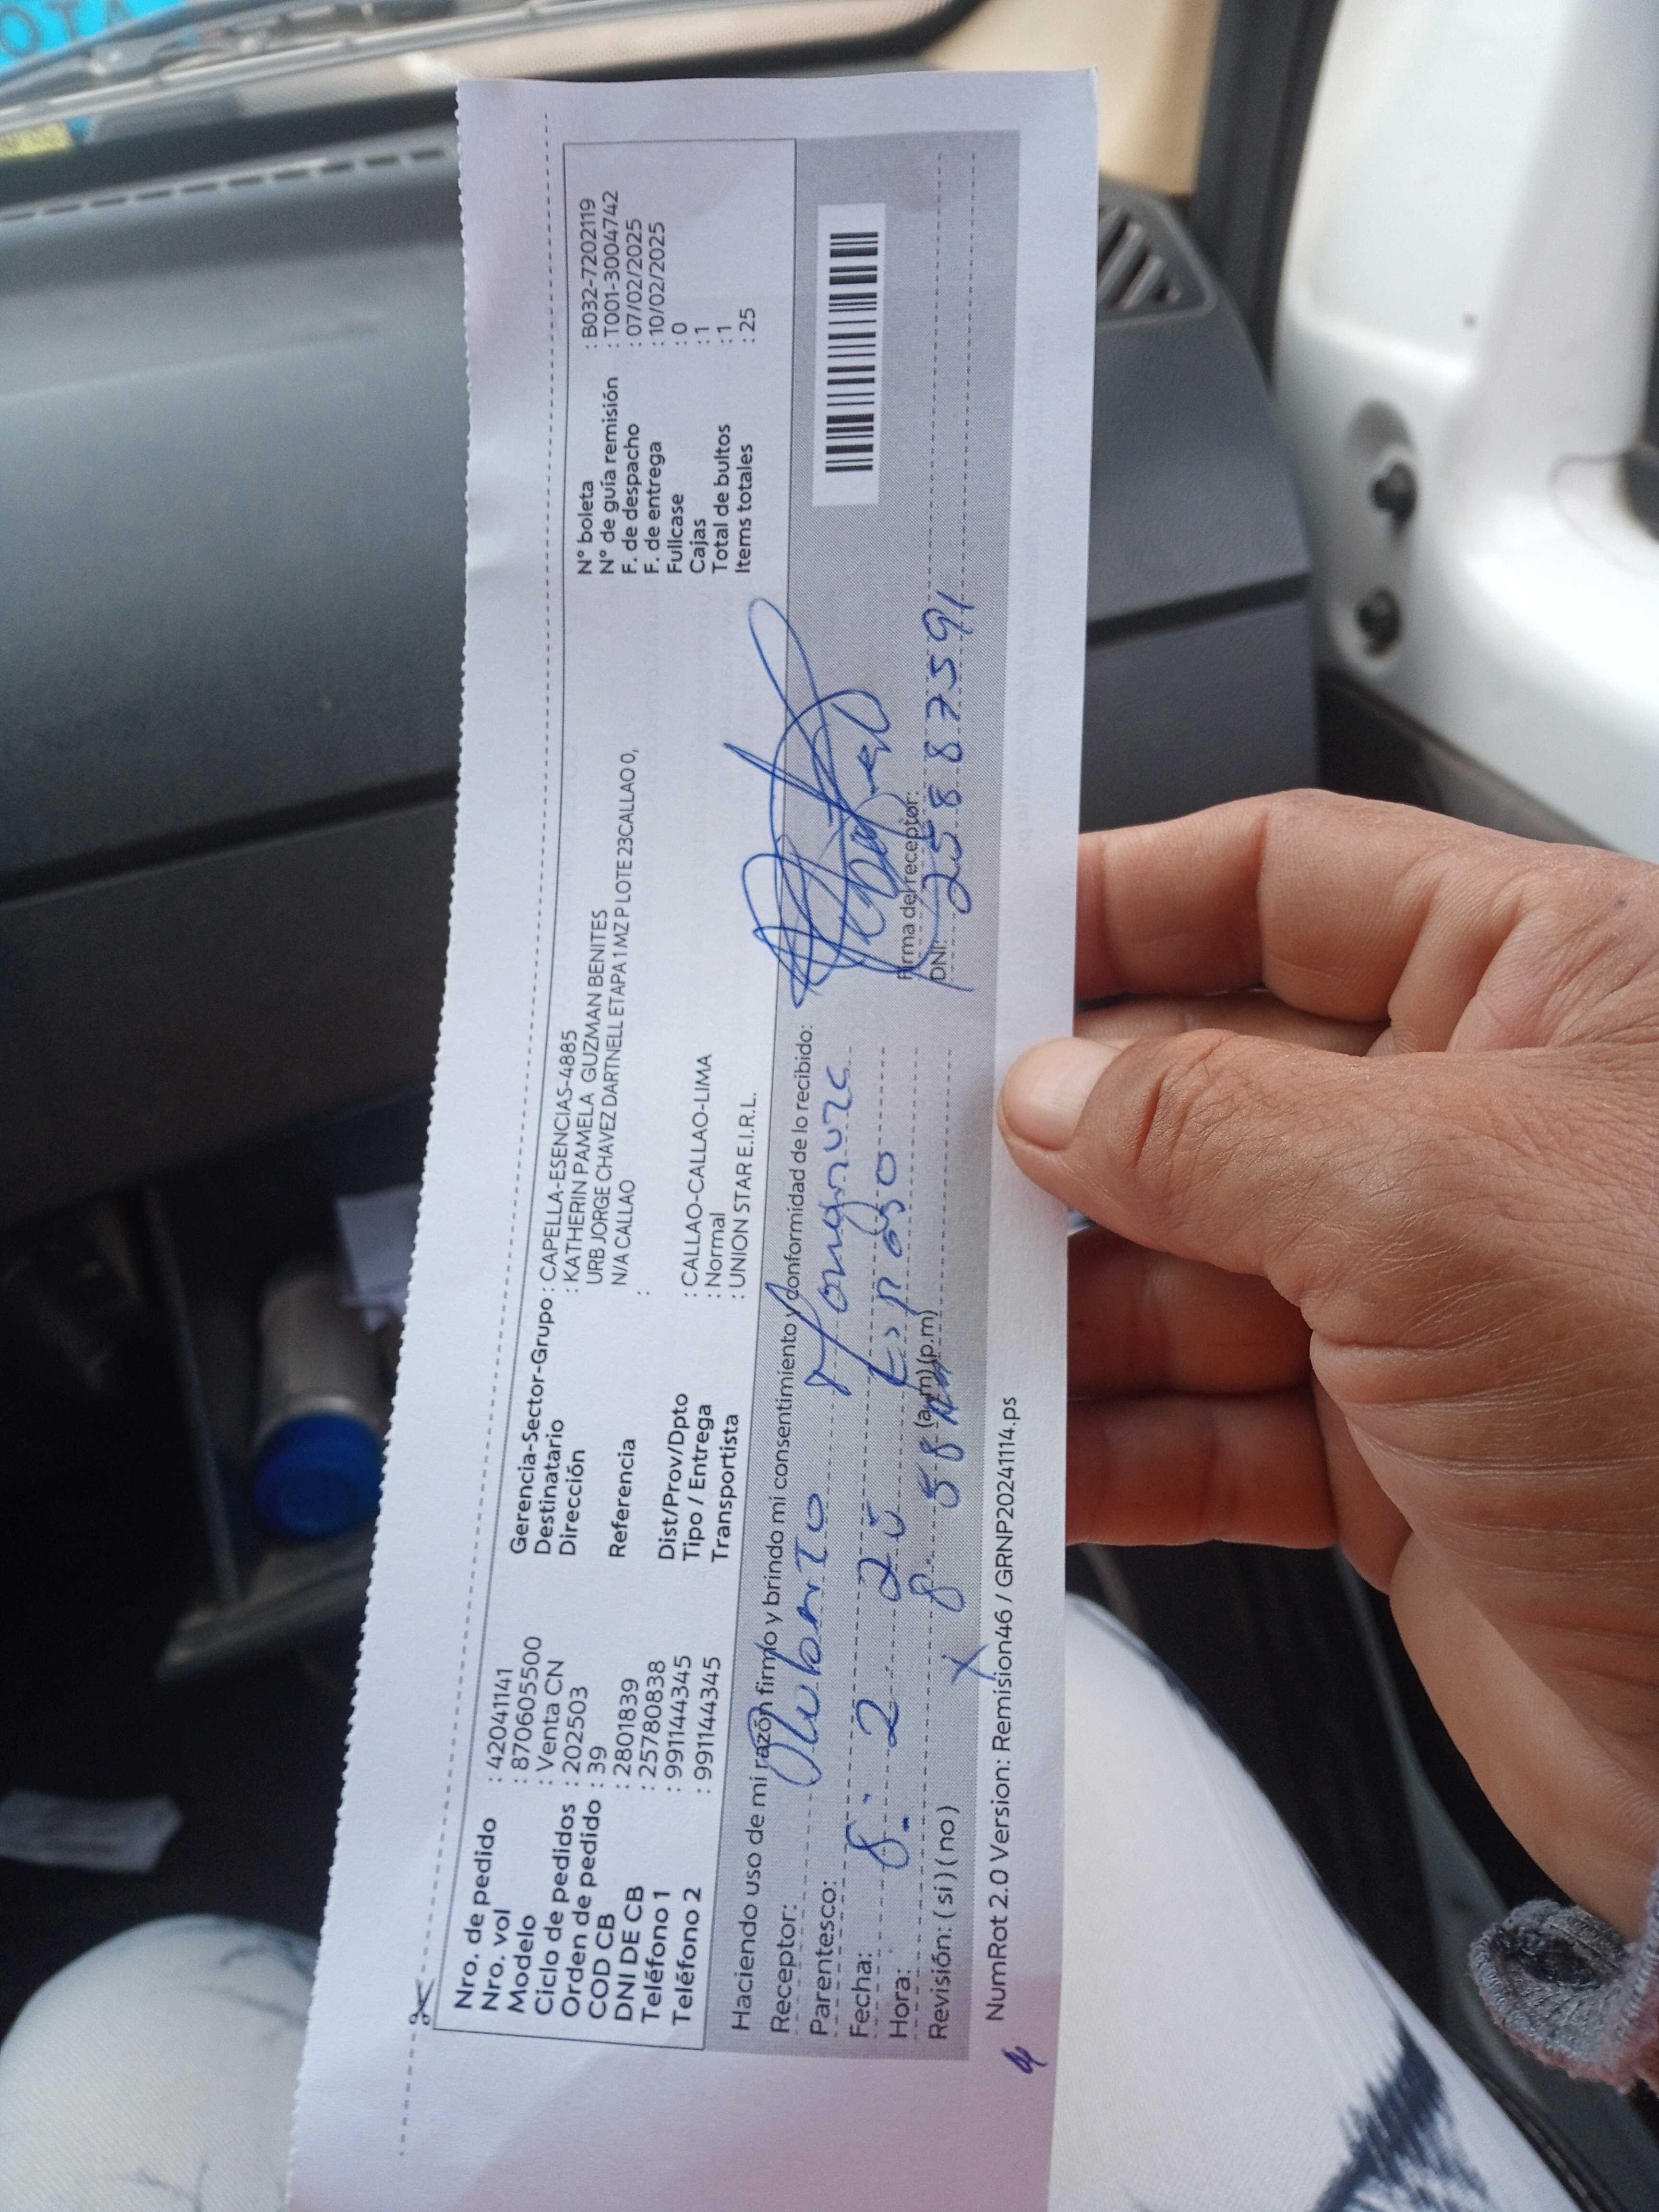 Nro. de pedido : 42041141
Nro. vol : 870605500
Modelo : Venta CN
Ciclo de pedidos : 202503
Orden de pedido : 39
COD CB : 2801839
DNI DE CB : 25780838
Teléfono 1 : 991144345
Teléfono 2 : 991144345
Gerencia-Sector-Grupo : CAPELLA-ESENCIAS-4885
Destinatario : KATHERIN PAMELA GUZMAN BENITES
Dirección URB JORGE CHAVEZ DARTNELL ETAPA 1 MZ P LOTE 23CALLAO 0,
N/A CALLAO
Referencia :
Dist/Prov/Dpto : CALLAO-CALLAO-LIMA
Tipo / Entrega : Normal
Transportista : UNION STAR E.I.R.L.
N° boleta : B032-7202119
N° de guía remisión : T001-3004742
F. de despacho : 07/02/2025
F. de entrega : 10/02/2025
Fullcase : 0
Cajas : 1
Total de bultos : 1
Items totales : 25
Haciendo uso de mi razón firmo y brindo mi consentimiento y conformidad de lo recibido:
Receptor:
Parentesco: Esposo
Fecha: 8. 2. 25
Hora: 8 58 (a.m) (p.m)
Revisión: ( si ) ( no ) X
Firma del receptor:
DNI: 25887591
NumRot 2.0 Version: Remision46 / GRNP20241114.ps